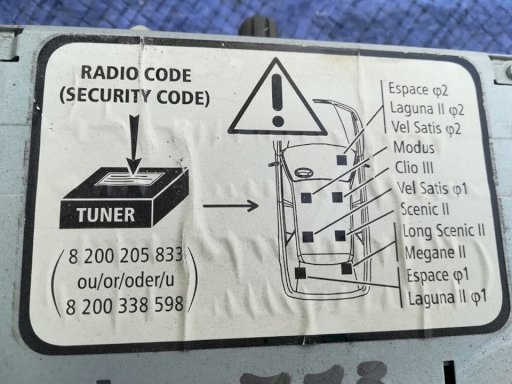 RADIO CODE
(SECURITY CODE)
TUNER
(8 200 205 833
ou/or/oder/u
8 200 338 598)
Espace φ2
Laguna II φ2
Vel Satis φ2
Modus
Clio III
Vel Satis φ1
Scenic II
Long Scenic II
Megane II
Espace φ1
Laguna II φ1